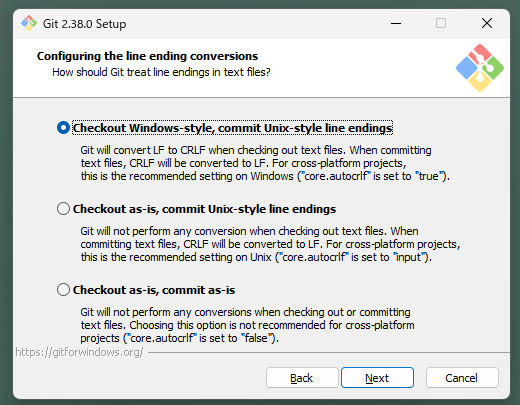 Git 2.38.0 Setup
Configuring the line ending conversions
How should Git treat line endings in text files?
Checkout Windows-style, commit Unix-style line endings
Git will convert LF to CRLF when checking out text files. When committing
text files, CRLF will be converted to LF. For cross-platform projects,
this is the recommended setting on Windows ("core.autocrlf" is set to "true").
Checkout as-is, commit Unix-style line endings
Git will not perform any conversion when checking out text files. When
committing text files, CRLF will be converted to LF. For cross-platform projects,
this is the recommended setting on Unix ("core.autocrlf" is set to "input").
Checkout as-is, commit as-is
Git will not perform any conversions when checking out or committing
text files. Choosing this option is not recommended for cross-platform
projects ("core.autocrlf" is set to "false").
https://gitforwindows.org/
Back Next Cancel